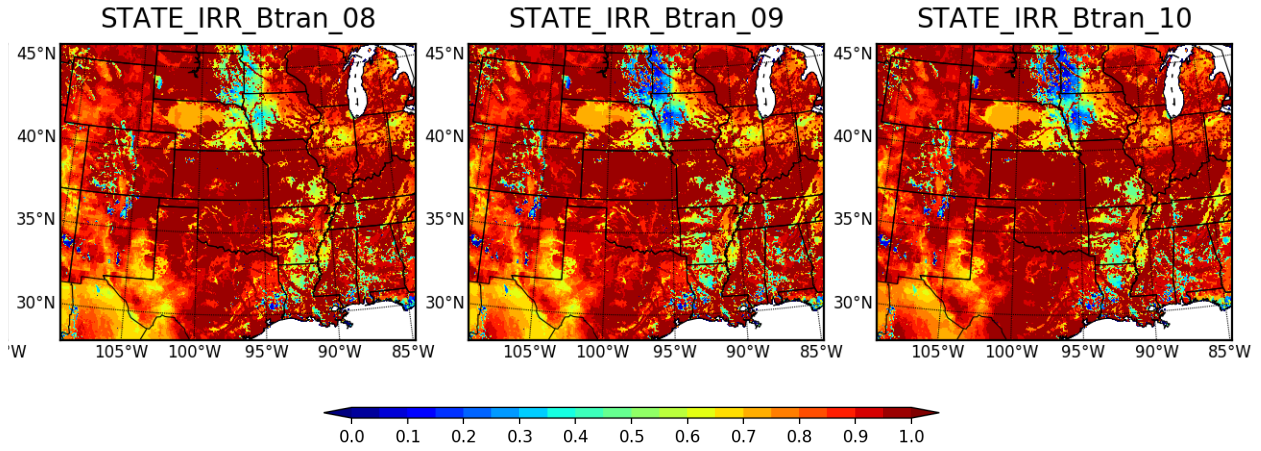 STATE_IRR_Btran_08 STATE_IRR_Btran_09 STATE_IRR_Btran_10
45°N 45°N 45°N
40°N 40°N 40°N
35°N 35°N 35°N
30°N 30°N 30°N
°W 105°W 100°W 95°W 90°W 85°W 105°W 100°W 95°W 90°W 85°W 105°W 100°W 95°W 90°W 85°W
0.0 0.1 0.2 0.3 0.4 0.5 0.6 0.7 0.8 0.9 1.0